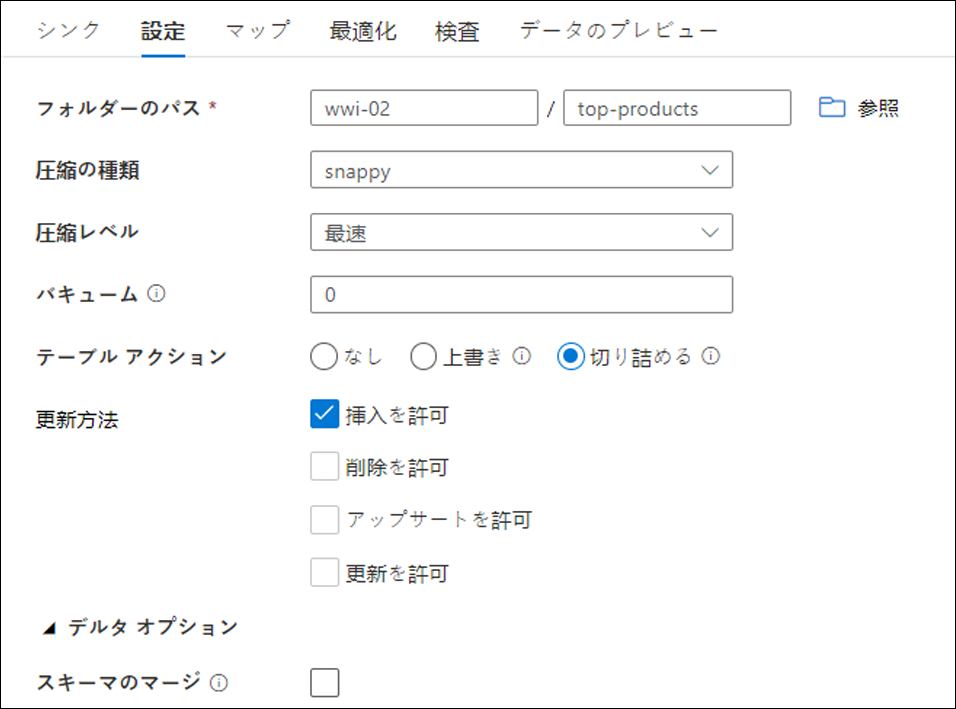 シンク 設定 マップ 最適化 検査 データのプレビュー
フォルダーのパス * wwi-02 / top-products 参照
圧縮の種類 snappy
圧縮レベル 最速
バキューム 0
テーブル アクション なし 上書き 切り詰める
更新方法 挿入を許可
削除を許可
アップサートを許可
更新を許可
デルタ オプション
スキーマのマージ